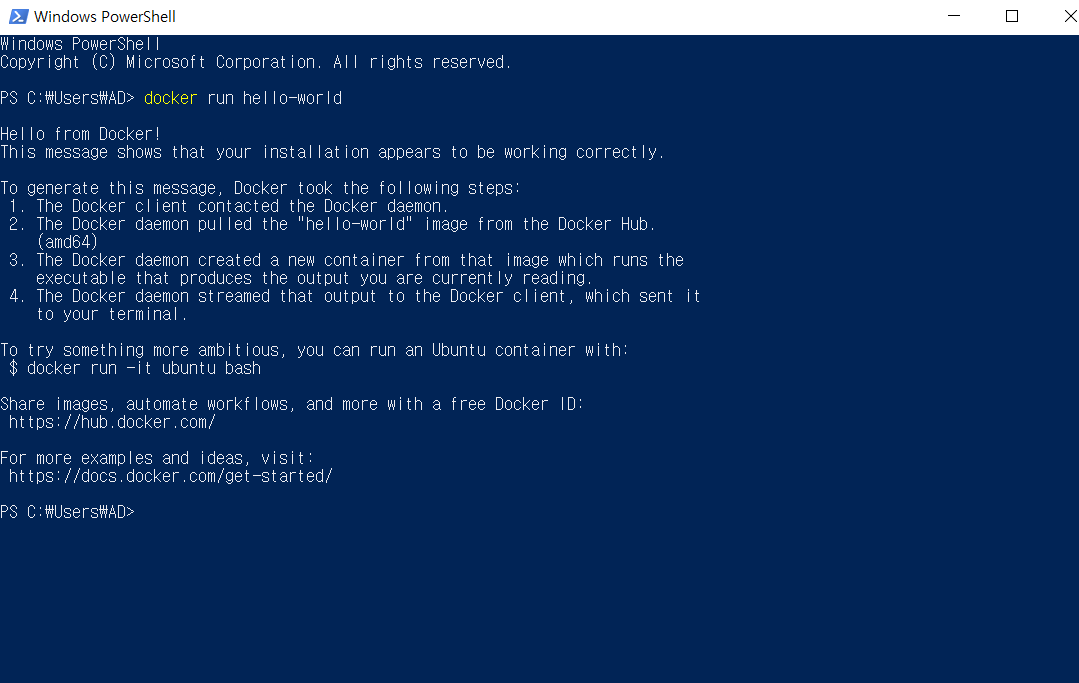 Windows PowerShell
Windows PowerShell
Copyright (C) Microsoft Corporation. All rights reserved.
PS C:₩Users₩AD> docker run hello-world
Hello from Docker!
This message shows that your installation appears to be working correctly.
To generate this message, Docker took the following steps:
1. The Docker client contacted the Docker daemon.
2. The Docker daemon pulled the "hello-world" image from the Docker Hub.
(amd64)
3. The Docker daemon created a new container from that image which runs the
executable that produces the output you are currently reading.
4. The Docker daemon streamed that output to the Docker client, which sent it
to your terminal.
To try something more ambitious, you can run an Ubuntu container with:
$ docker run -it ubuntu bash
Share images, automate workflows, and more with a free Docker ID:
https://hub.docker.com/
For more examples and ideas, visit:
https://docs.docker.com/get-started/
PS C:₩Users₩AD>